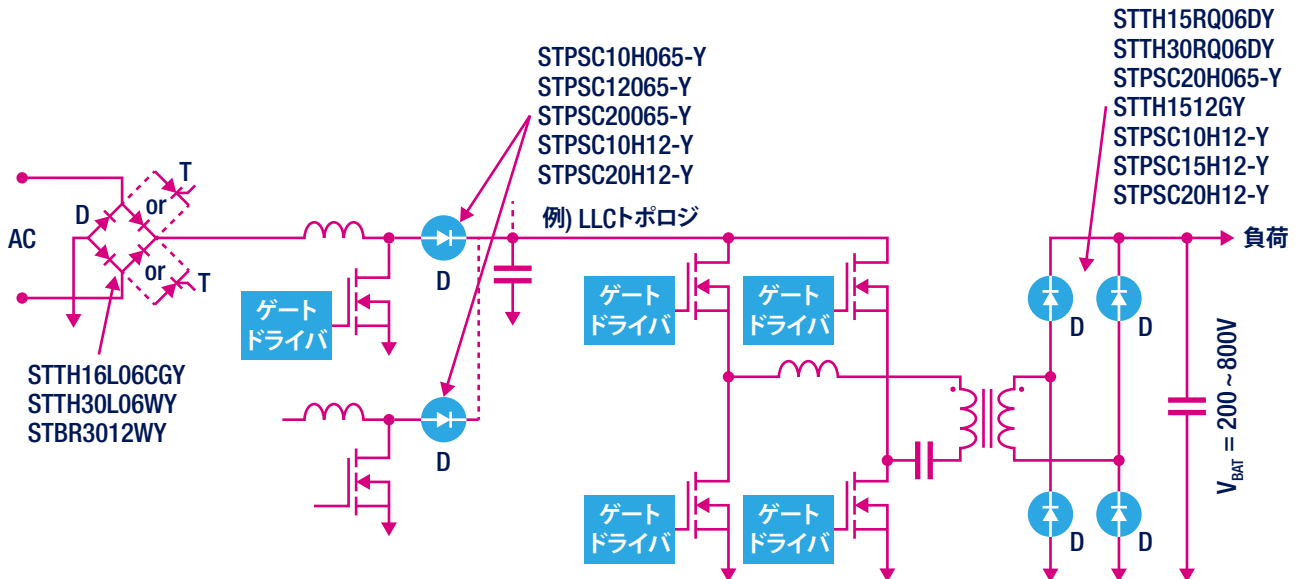 STPSC10H065-Y
STPSC12065-Y
STPSC20065-Y
STPSC10H12-Y
STPSC20H12-Y
STTH15RQ06DY
STTH30RQ06DY
STPSC20H065-Y
STTH1512GY
STPSC10H12-Y
STPSC15H12-Y
STPSC20H12-Y
例) LLCトポロジ
T
D
or
AC
or
T
D
負荷
ゲート
ドライバ
ゲート
ドライバ
ゲート
ドライバ
D
D
STTH16L06CGY
STTH30L06WY
STBR3012WY
D
VBAT = 200~800V
ゲート
ドライバ
ゲート
ドライバ
D
D